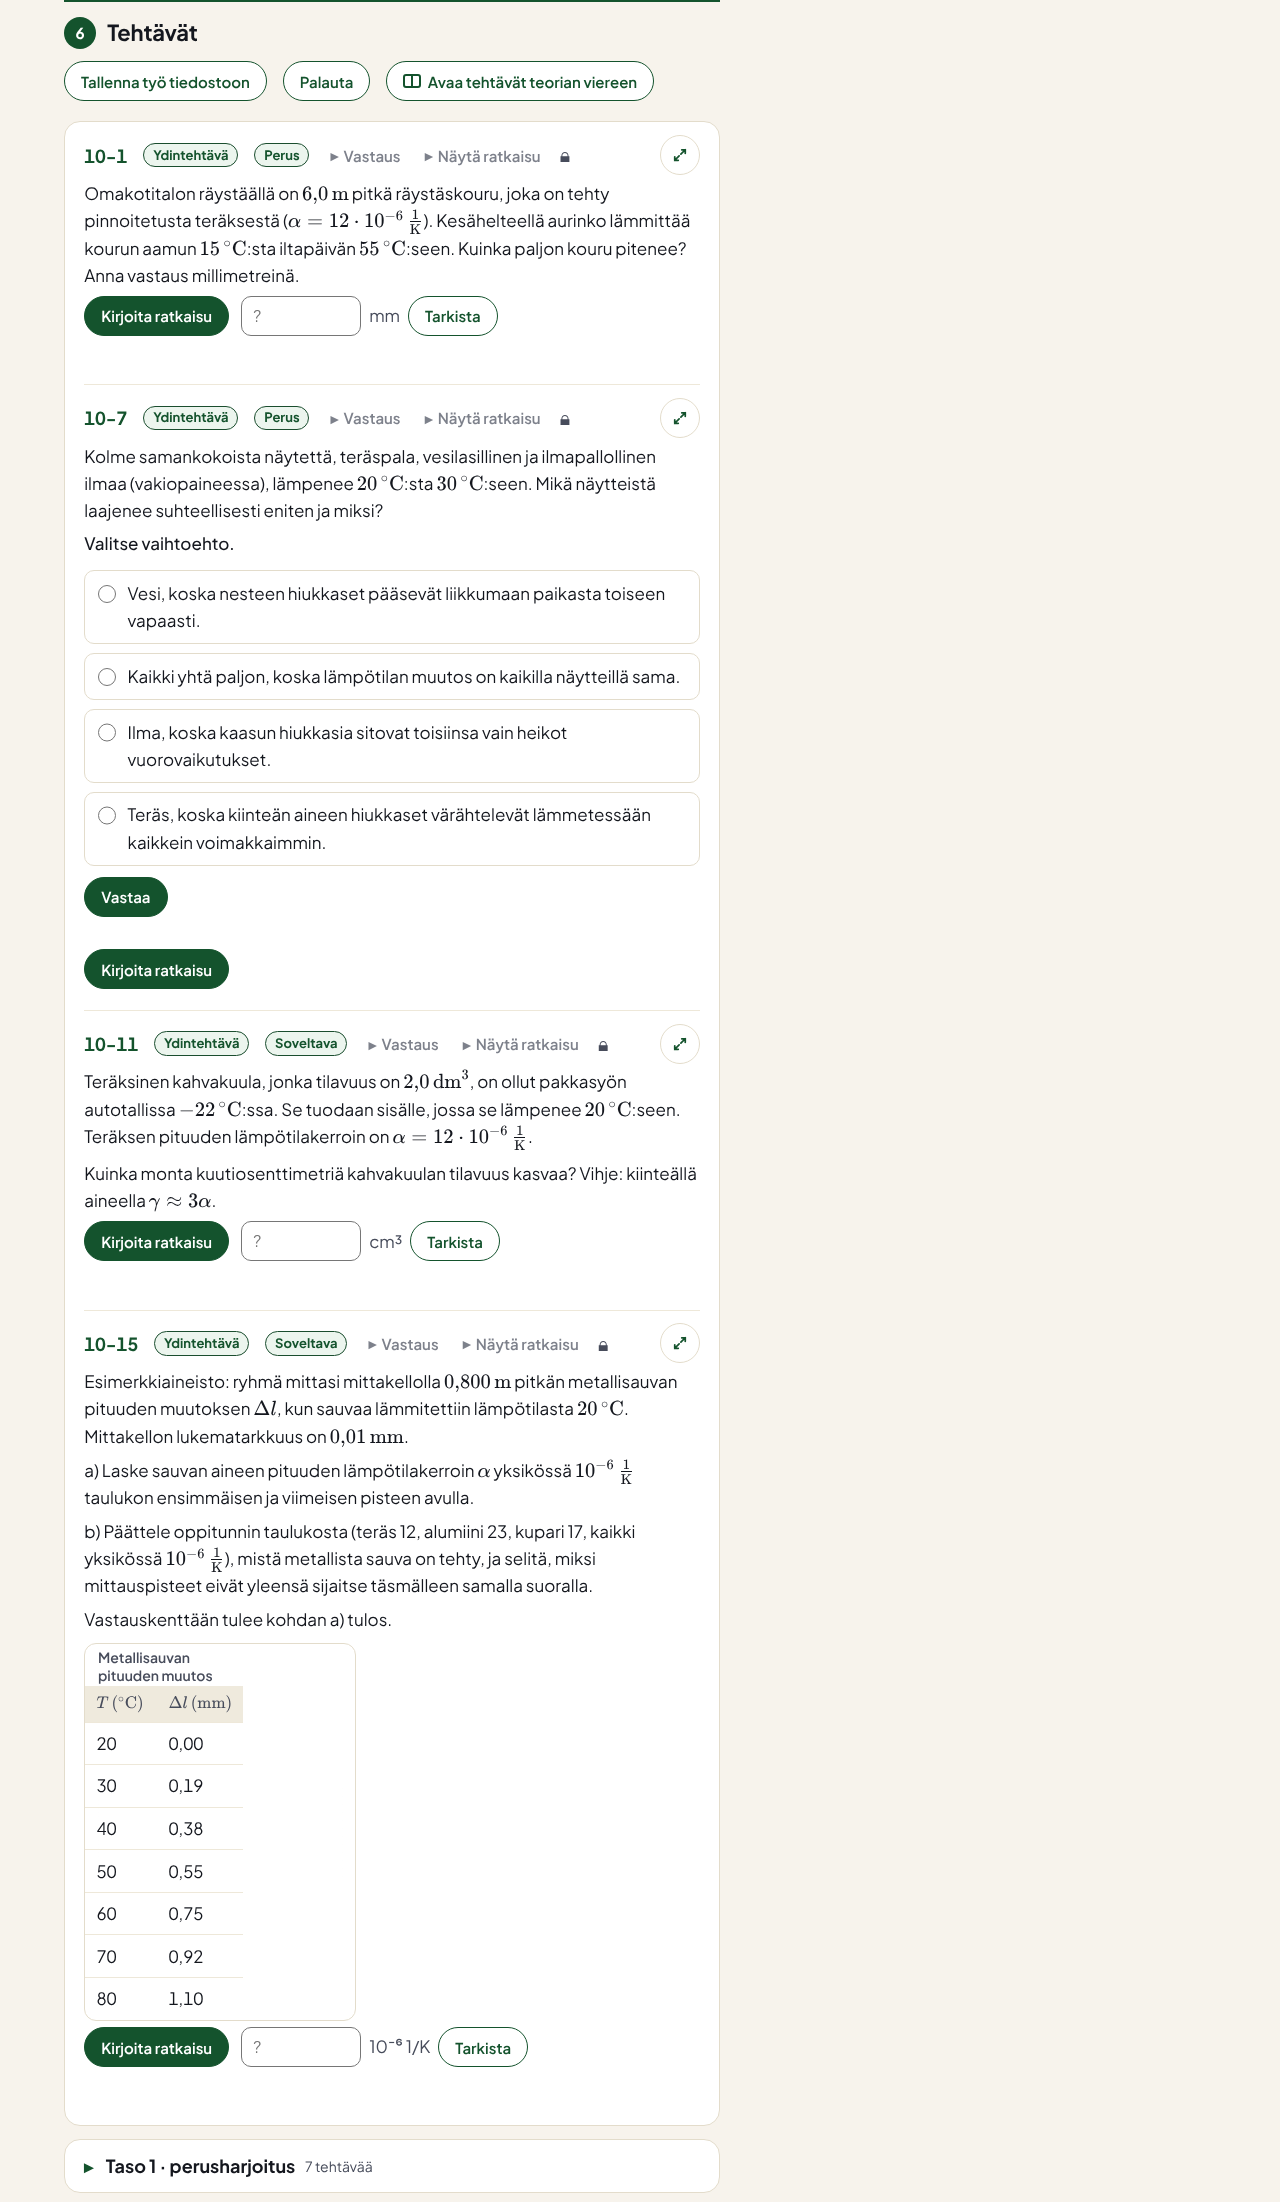 6 Tehtävät
Tallenna työ tiedostoon Palauta Avaa tehtävät teorian viereen
10-1 Ydintehtävä Perus ▸ Vastaus ▸ Näytä ratkaisu
Omakotitalon räystäällä on 6,0 m pitkä räystäskouru, joka on tehty
pinnoitetusta teräksestä (α = 12 · 10⁻⁶ 1/K). Kesähelteellä aurinko lämmittää
kourun aamun 15 °C:sta iltapäivän 55 °C:seen. Kuinka paljon kouru pitenee?
Anna vastaus millimetreinä.
Kirjoita ratkaisu ? mm Tarkista
10-7 Ydintehtävä Perus ▸ Vastaus ▸ Näytä ratkaisu
Kolme samankokoista näytettä, teräspala, vesilasillinen ja ilmapallollinen
ilmaa (vakiopaineessa), lämpenee 20 °C:sta 30 °C:seen. Mikä näytteistä
laajenee suhteellisesti eniten ja miksi?
Valitse vaihtoehto.
Vesi, koska nesteen hiukkaset pääsevät liikkumaan paikasta toiseen
vapaasti.
Kaikki yhtä paljon, koska lämpötilan muutos on kaikilla näytteillä sama.
Ilma, koska kaasun hiukkasia sitovat toisiinsa vain heikot
vuorovaikutukset.
Teräs, koska kiinteän aineen hiukkaset värähtelevät lämmetessään
kaikkein voimakkaimmin.
Vastaa
Kirjoita ratkaisu
10-11 Ydintehtävä Soveltava ▸ Vastaus ▸ Näytä ratkaisu
Teräksinen kahvakuula, jonka tilavuus on 2,0 dm³, on ollut pakkasyön
autotallissa −22 °C:ssa. Se tuodaan sisälle, jossa se lämpenee 20 °C:seen.
Teräksen pituuden lämpötilakerroin on α = 12 · 10⁻⁶ 1/K.
Kuinka monta kuutiosenttimetriä kahvakuulan tilavuus kasvaa? Vihje: kiinteällä
aineella γ ≈ 3α.
Kirjoita ratkaisu ? cm³ Tarkista
10-15 Ydintehtävä Soveltava ▸ Vastaus ▸ Näytä ratkaisu
Esimerkkiaineisto: ryhmä mittasi mittakellolla 0,800 m pitkän metallisauvan
pituuden muutoksen Δl, kun sauvaa lämmitettiin lämpötilasta 20 °C.
Mittakellon lukematarkkuus on 0,01 mm.
a) Laske sauvan aineen pituuden lämpötilakerroin α yksikössä 10⁻⁶ 1/K
taulukon ensimmäisen ja viimeisen pisteen avulla.
b) Päättele oppitunnin taulukosta (teräs 12, alumiini 23, kupari 17, kaikki
yksikössä 10⁻⁶ 1/K), mistä metallista sauva on tehty, ja selitä, miksi
mittauspisteet eivät yleensä sijaitse täsmälleen samalla suoralla.
Vastauskenttään tulee kohdan a) tulos.
Metallisauvan
pituuden muutos
T (°C) Δl (mm)
20 0,00
30 0,19
40 0,38
50 0,55
60 0,75
70 0,92
80 1,10
Kirjoita ratkaisu ? 10⁻⁶ 1/K Tarkista
▸ Taso 1 · perusharjoitus 7 tehtävää